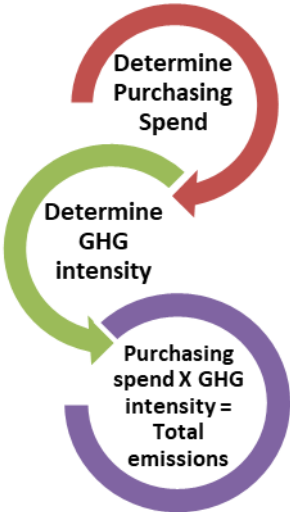 Determine
Purchasing
Spend
Determine
GHG
intensity
Purchasing
spend X GHG
intensity =
Total
emissions